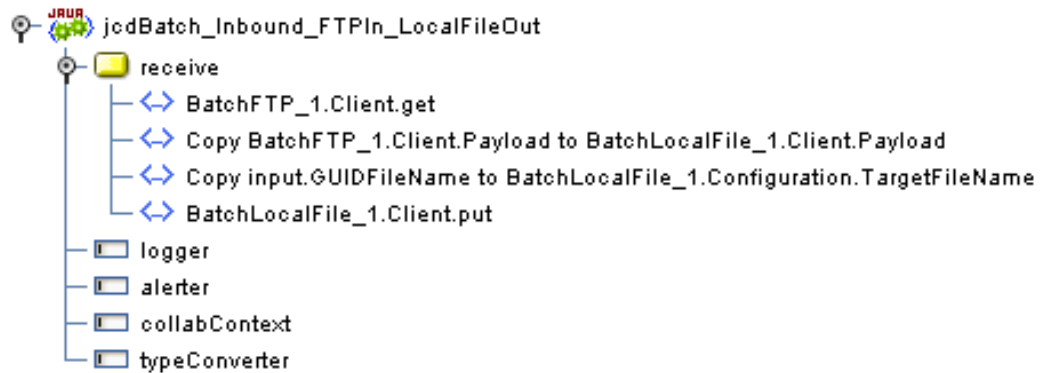 JAVA jcdBatch_Inbound_FTPIn_LocalFileOut
receive
BatchFTP_1.Client.get
Copy BatchFTP_1.Client.Payload to BatchLocalFile_1.Client.Payload
Copy input.GUIDFileName to BatchLocalFile_1.Configuration.TargetFileName
BatchLocalFile_1.Client.put
logger
alerter
collabContext
typeConverter